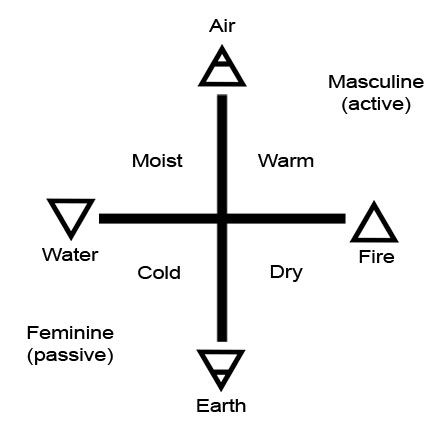 Air
Masculine
(active)
Moist
Warm
Water
Fire
Cold
Dry
Feminine
(passive)
Earth